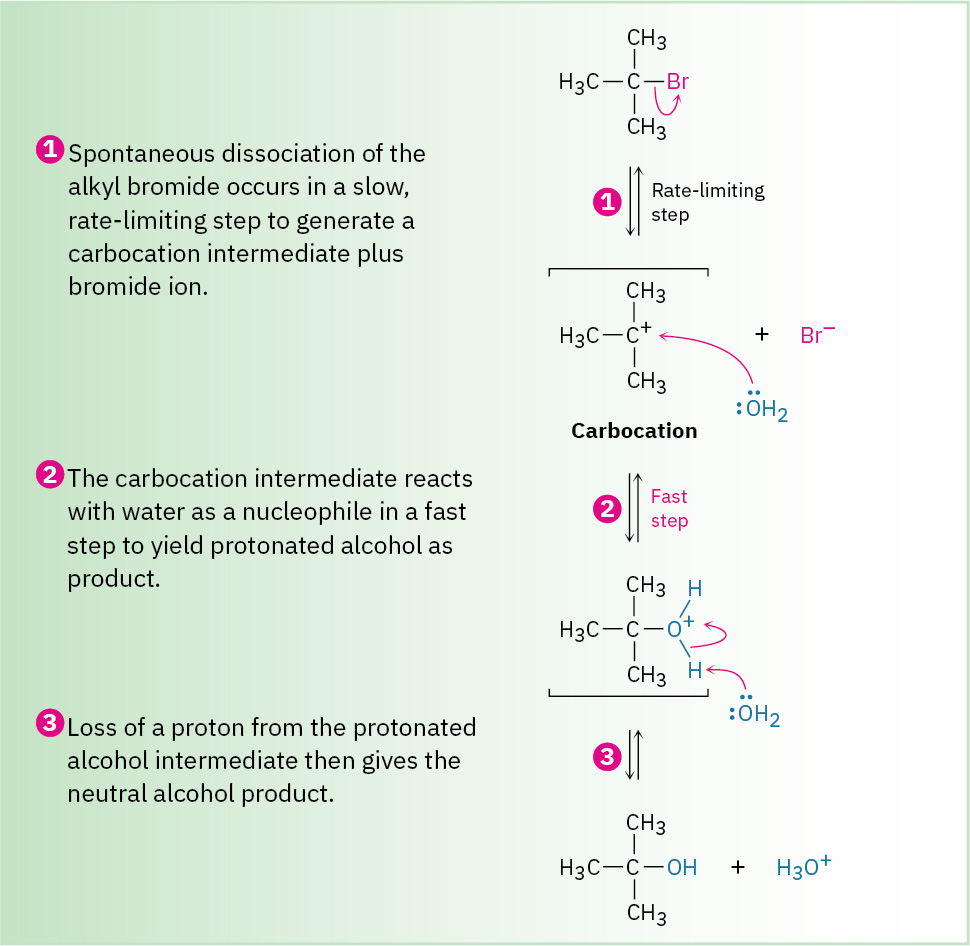 CH3
H3C—C—Br
CH3
1 Spontaneous dissociation of the
alkyl bromide occurs in a slow,
rate-limiting step to generate a
carbocation intermediate plus
bromide ion.
1 Rate-limiting
step
CH3
H3C—C+ + Br−
CH3
:ÖH2
Carbocation
2 The carbocation intermediate reacts
with water as a nucleophile in a fast
step to yield protonated alcohol as
product.
2 Fast
step
CH3 H
H3C—C—O+
CH3 H
:ÖH2
3 Loss of a proton from the protonated
alcohol intermediate then gives the
neutral alcohol product.
3
CH3
H3C—C—OH + H3O+
CH3